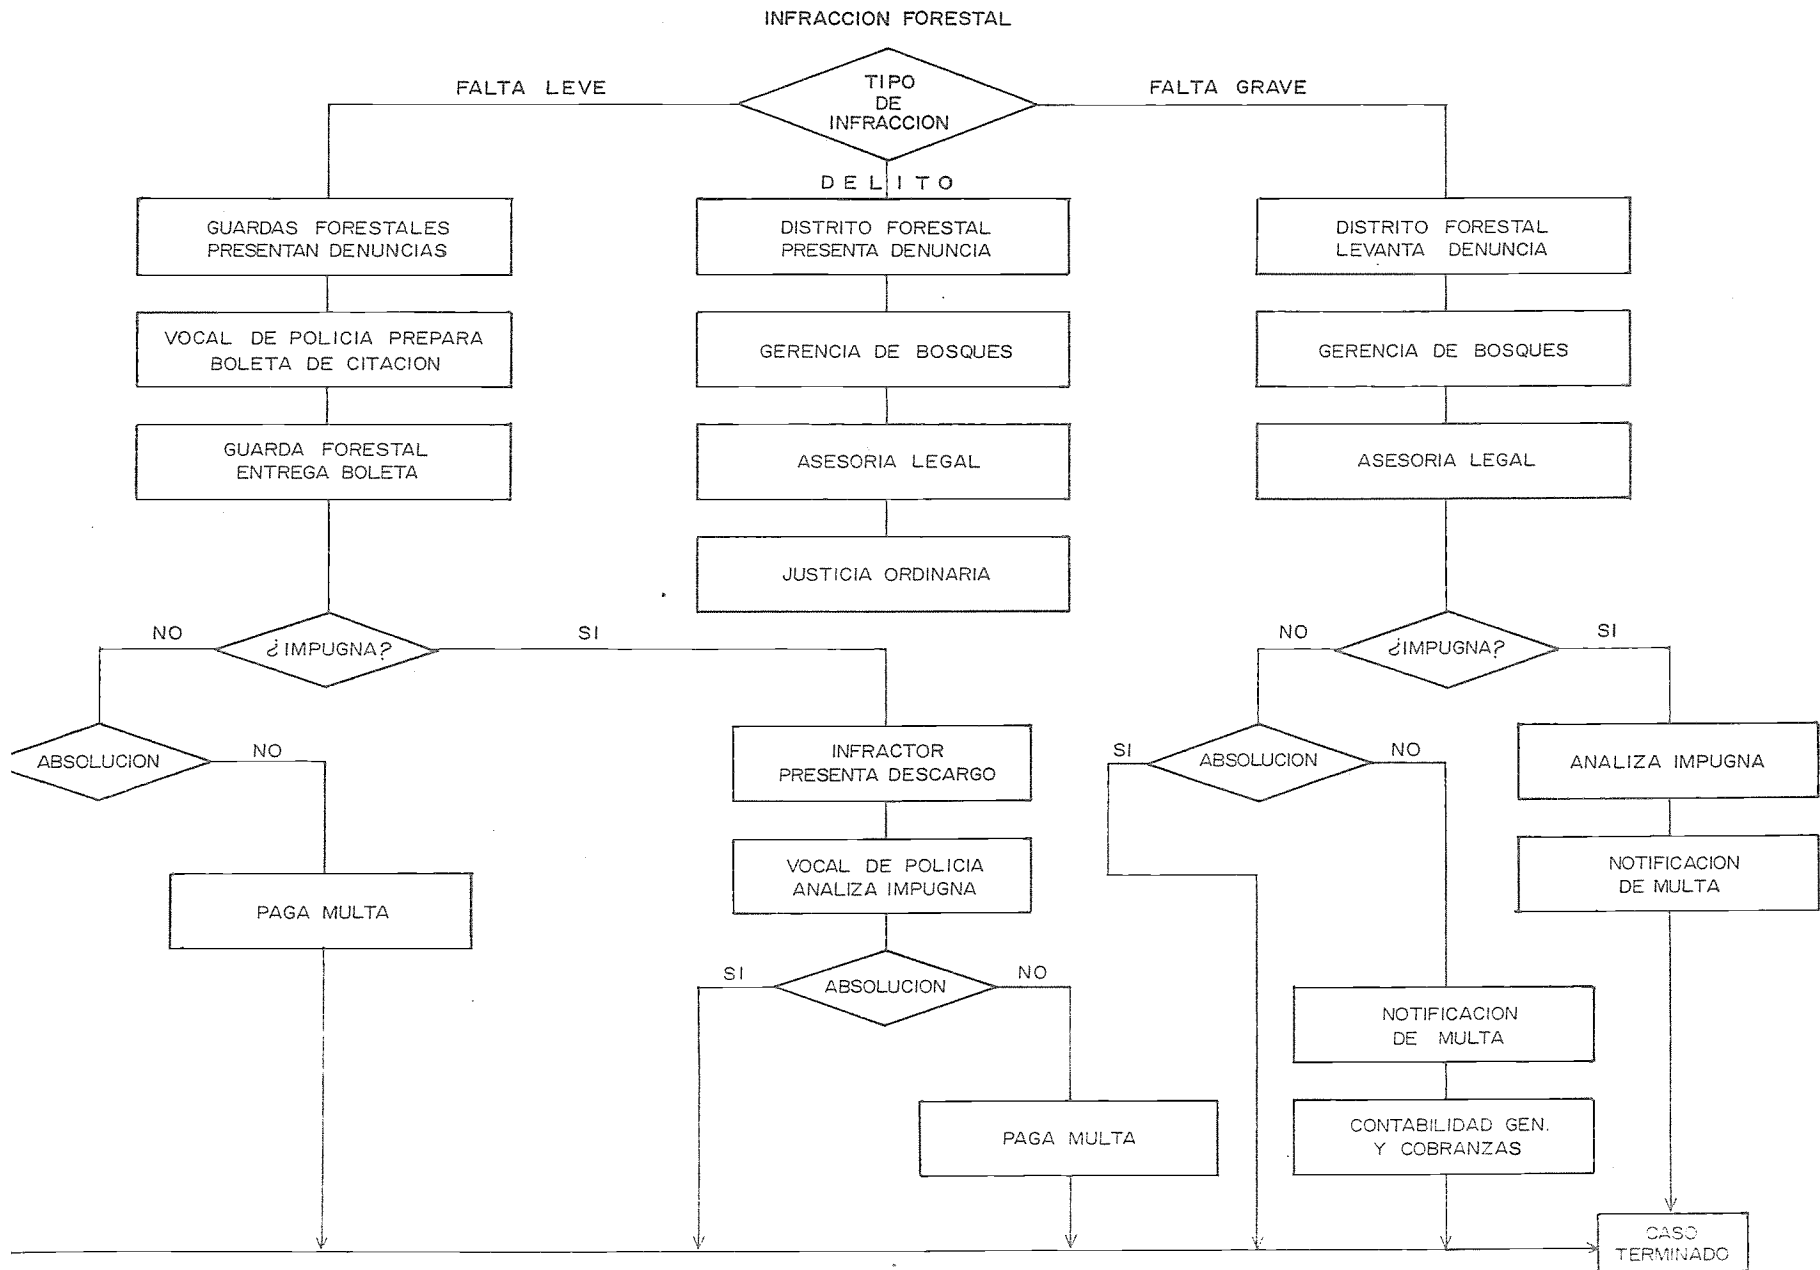 INFRACCION FORESTAL
FALTA LEVE
TIPO
DE
INFRACCION
FALTA GRAVE
DELITO
GUARDAS FORESTALES
PRESENTAN DENUNCIAS
DISTRITO FORESTAL
PRESENTA DENUNCIA
DISTRITO FORESTAL
LEVANTA DENUNCIA
VOCAL DE POLICIA PREPARA
BOLETA DE CITACION
GERENCIA DE BOSQUES
GERENCIA DE BOSQUES
GUARDA FORESTAL
ENTREGA BOLETA
ASESORIA LEGAL
ASESORIA LEGAL
JUSTICIA ORDINARIA
NO
¿IMPUGNA?
SI
NO
¿IMPUGNA?
SI
ABSOLUCION
NO
INFRACTOR
PRESENTA DESCARGO
SI
ABSOLUCION
NO
ANALIZA IMPUGNA
VOCAL DE POLICIA
ANALIZA IMPUGNA
NOTIFICACION
DE MULTA
PAGA MULTA
SI
ABSOLUCION
NO
NOTIFICACION
DE MULTA
PAGA MULTA
CONTABILIDAD GEN.
Y COBRANZAS
CASO
TERMINADO